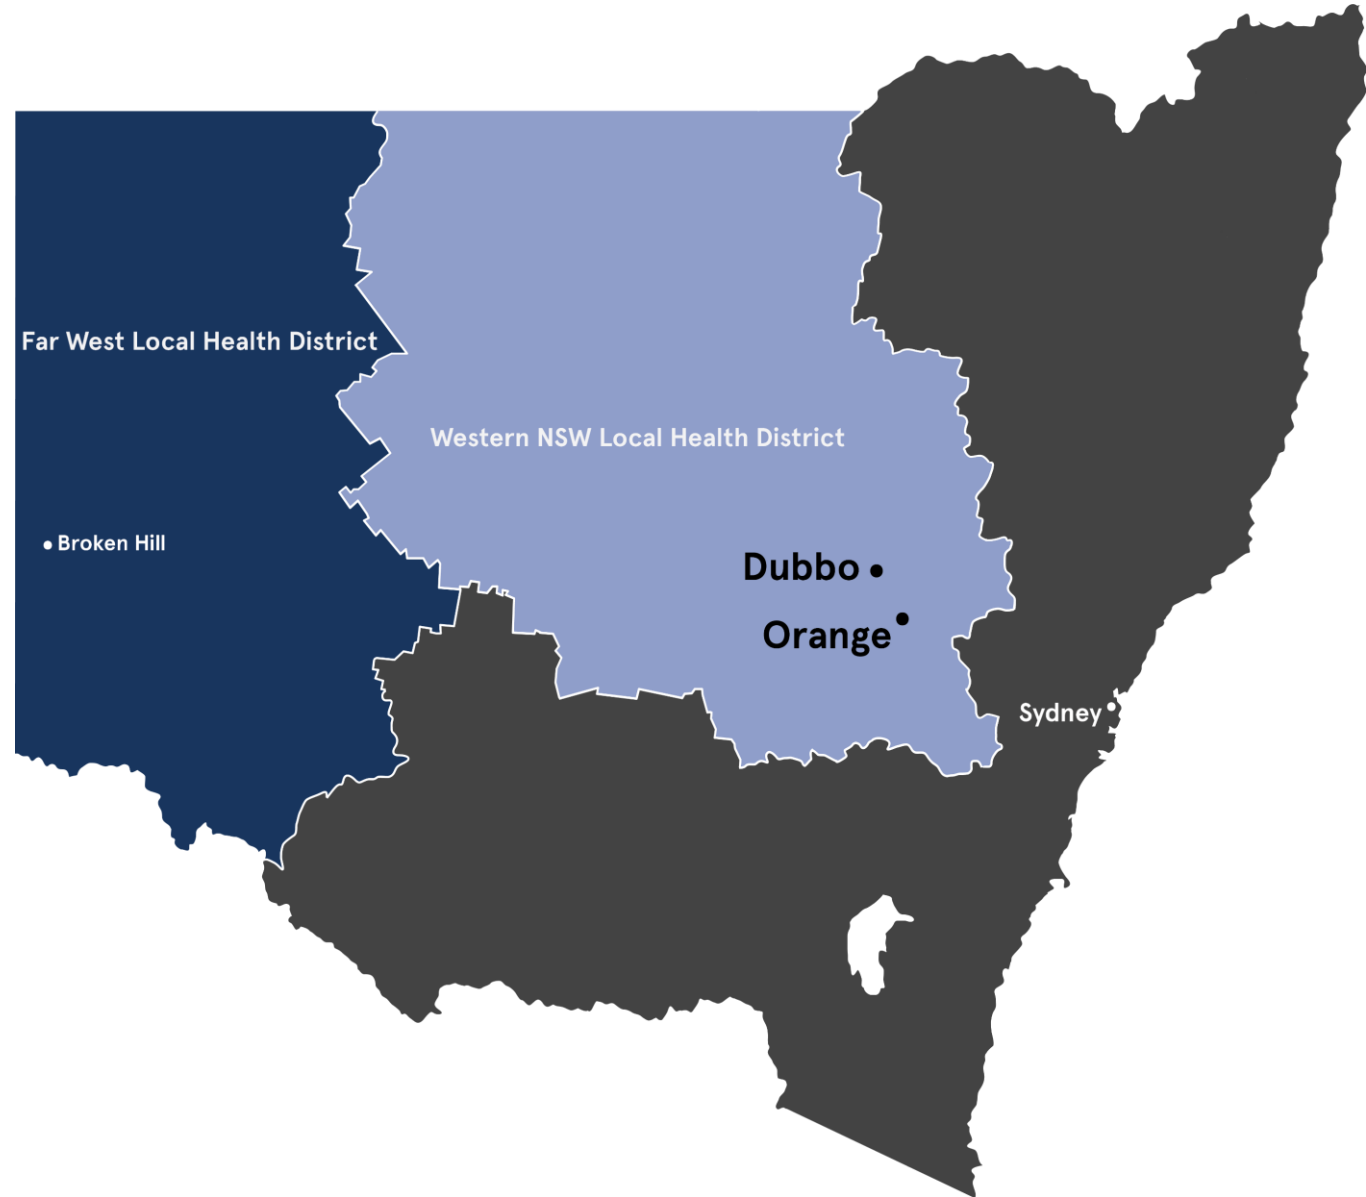 Far West Local Health District
Western NSW Local Health District
Broken Hill
Dubbo
Orange
Sydney